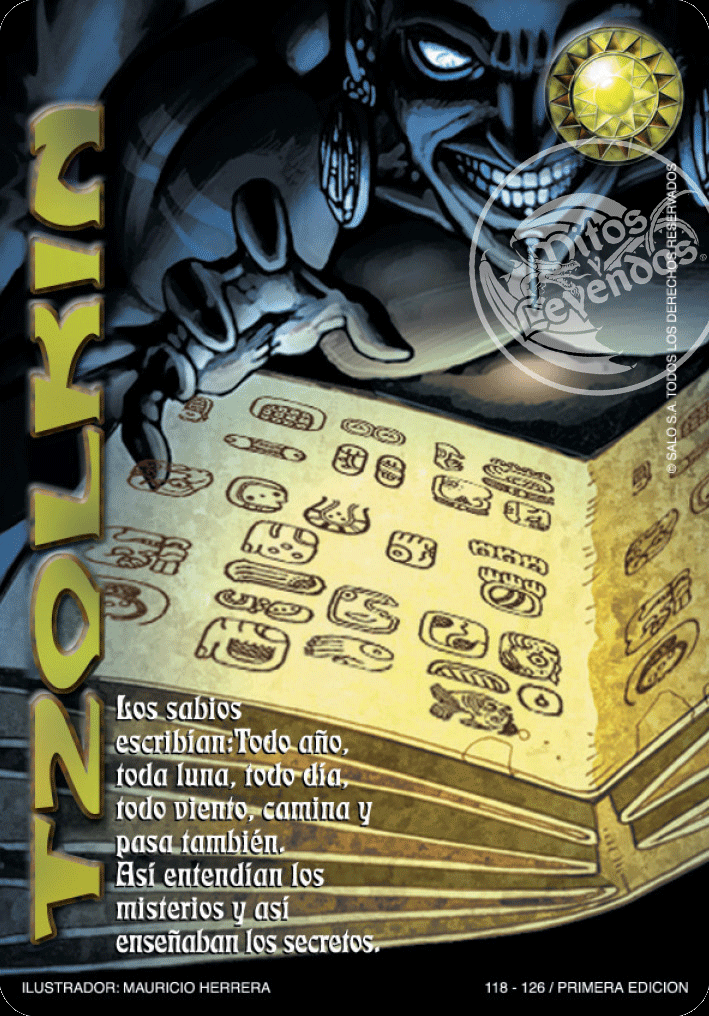 TZOLKIN
Mitos
y
Leyendas
®
© SALO S.A. TODOS LOS DERECHOS RESERVADOS
Los sabios
escribían:Todo año,
toda luna, todo día,
todo viento, camina y
pasa también.
Así entendían los
misterios y así
enseñaban los secretos.
ILUSTRADOR: MAURICIO HERRERA
118 - 126 / PRIMERA EDICION